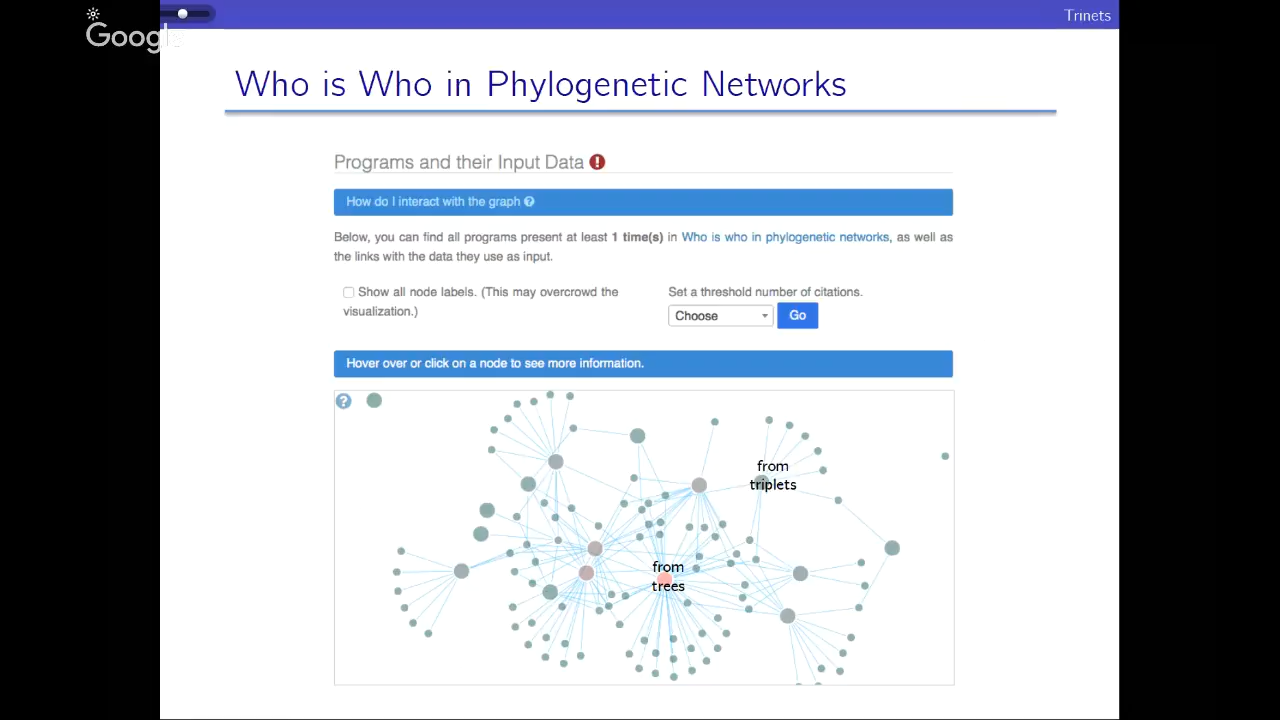 Trinets
Google
Who is Who in Phylogenetic Networks
Programs and their Input Data
How do I interact with the graph
Below, you can find all programs present at least 1 time(s) in Who is who in phylogenetic networks, as well as
the links with the data they use as input.
Show all node labels. (This may overcrowd the
visualization.)
Set a threshold number of citations.
Choose
Go
Hover over or click on a node to see more information.
from
triplets
from
trees